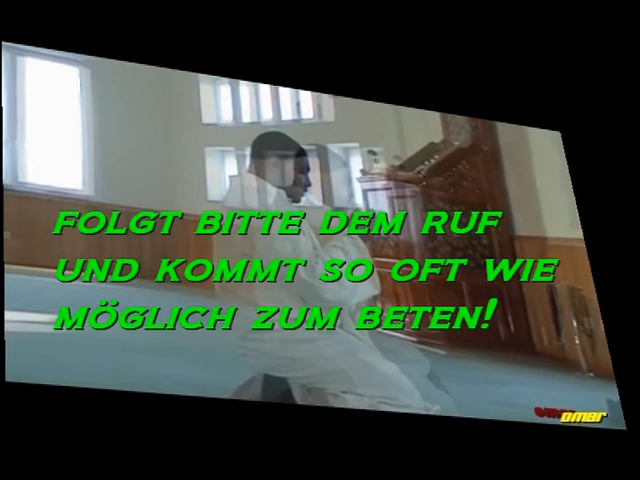 FOLGT BITTE DEM RUF
UND KOMMT SO OFT WIE
MÖGLICH ZUM BETEN!
OMAR